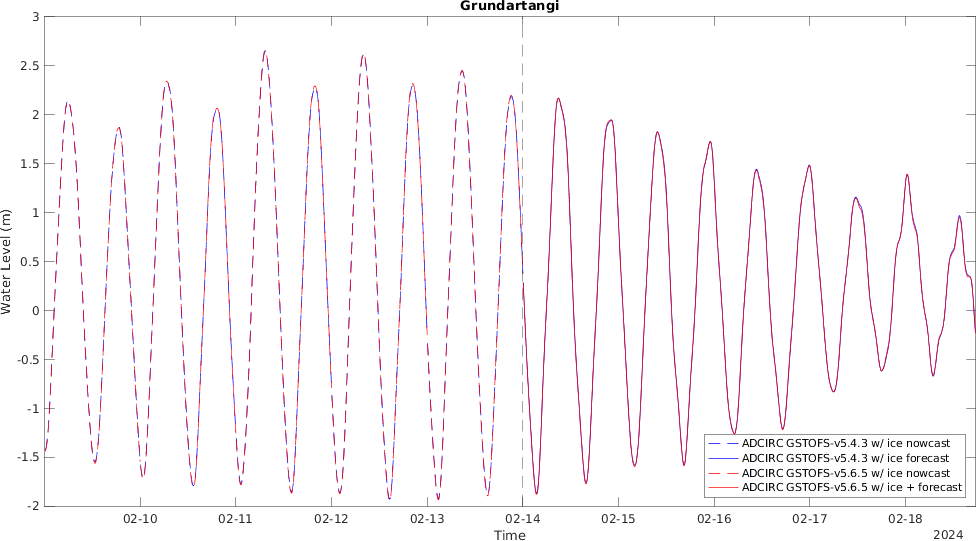 Grundartangi
Water Level (m)
3
2.5
2
1.5
1
0.5
0
-0.5
-1
-1.5
-2
ADCIRC GSTOFS-v5.4.3 w/ ice nowcast
ADCIRC GSTOFS-v5.4.3 w/ ice forecast
ADCIRC GSTOFS-v5.6.5 w/ ice nowcast
ADCIRC GSTOFS-v5.6.5 w/ ice + forecast
02-10 02-11 02-12 02-13 02-14 02-15 02-16 02-17 02-18
Time
2024